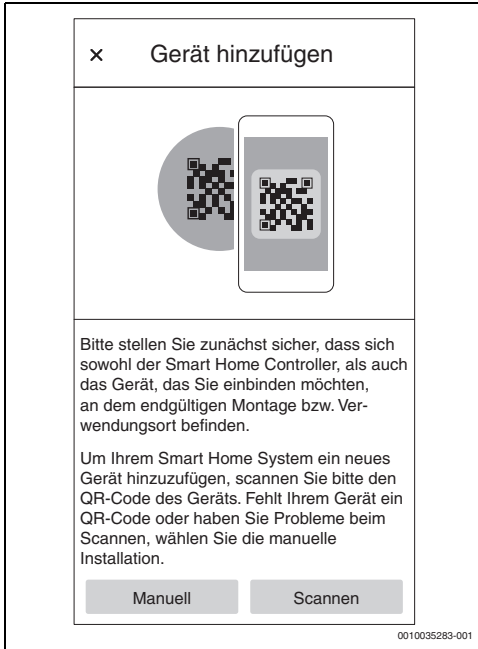 × Gerät hinzufügen
Bitte stellen Sie zunächst sicher, dass sich
sowohl der Smart Home Controller, als auch
das Gerät, das Sie einbinden möchten,
an dem endgültigen Montage bzw. Ver-
wendungsort befinden.
Um Ihrem Smart Home System ein neues
Gerät hinzuzufügen, scannen Sie bitte den
QR-Code des Geräts. Fehlt Ihrem Gerät ein
QR-Code oder haben Sie Probleme beim
Scannen, wählen Sie die manuelle
Installation.
Manuell Scannen
0010035283-001